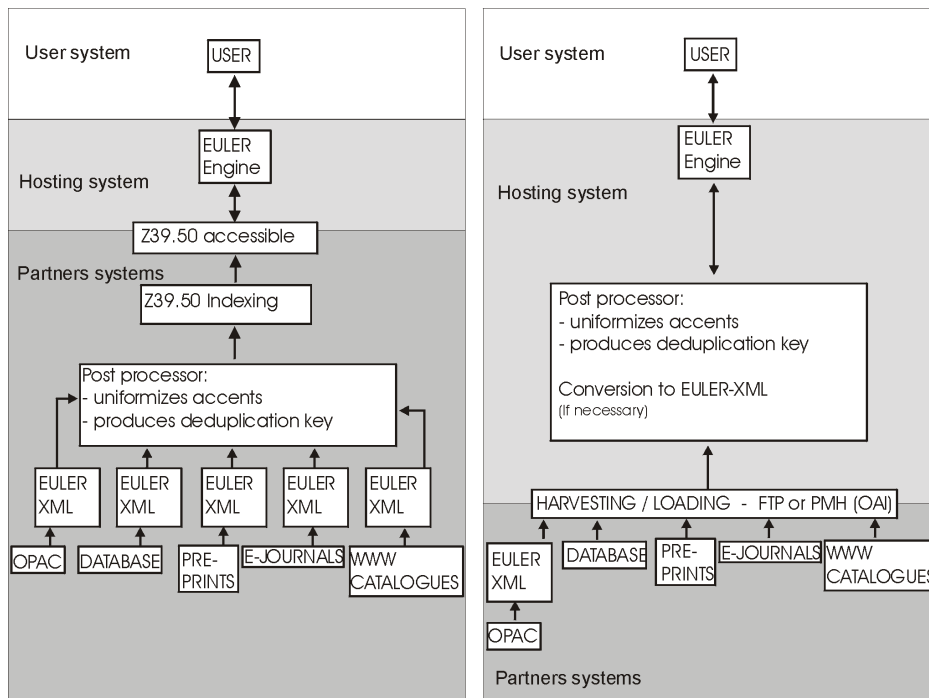 User system
USER
EULER
Engine
Hosting system
Z39.50 accessible
Partners systems
Z39.50 Indexing
Post processor:
- uniformizes accents
- produces deduplication key
EULER
XML
EULER
XML
EULER
XML
EULER
XML
EULER
XML
OPAC
DATABASE
PRE-
PRINTS
E-JOURNALS
WWW
CATALOGUES
User system
USER
EULER
Engine
Hosting system
Post processor:
- uniformizes accents
- produces deduplication key
Conversion to EULER-XML
(If necessary)
HARVESTING / LOADING - FTP or PMH (OAI)
EULER
XML
DATABASE
PRE-
PRINTS
E-JOURNALS
WWW
CATALOGUES
OPAC
Partners systems